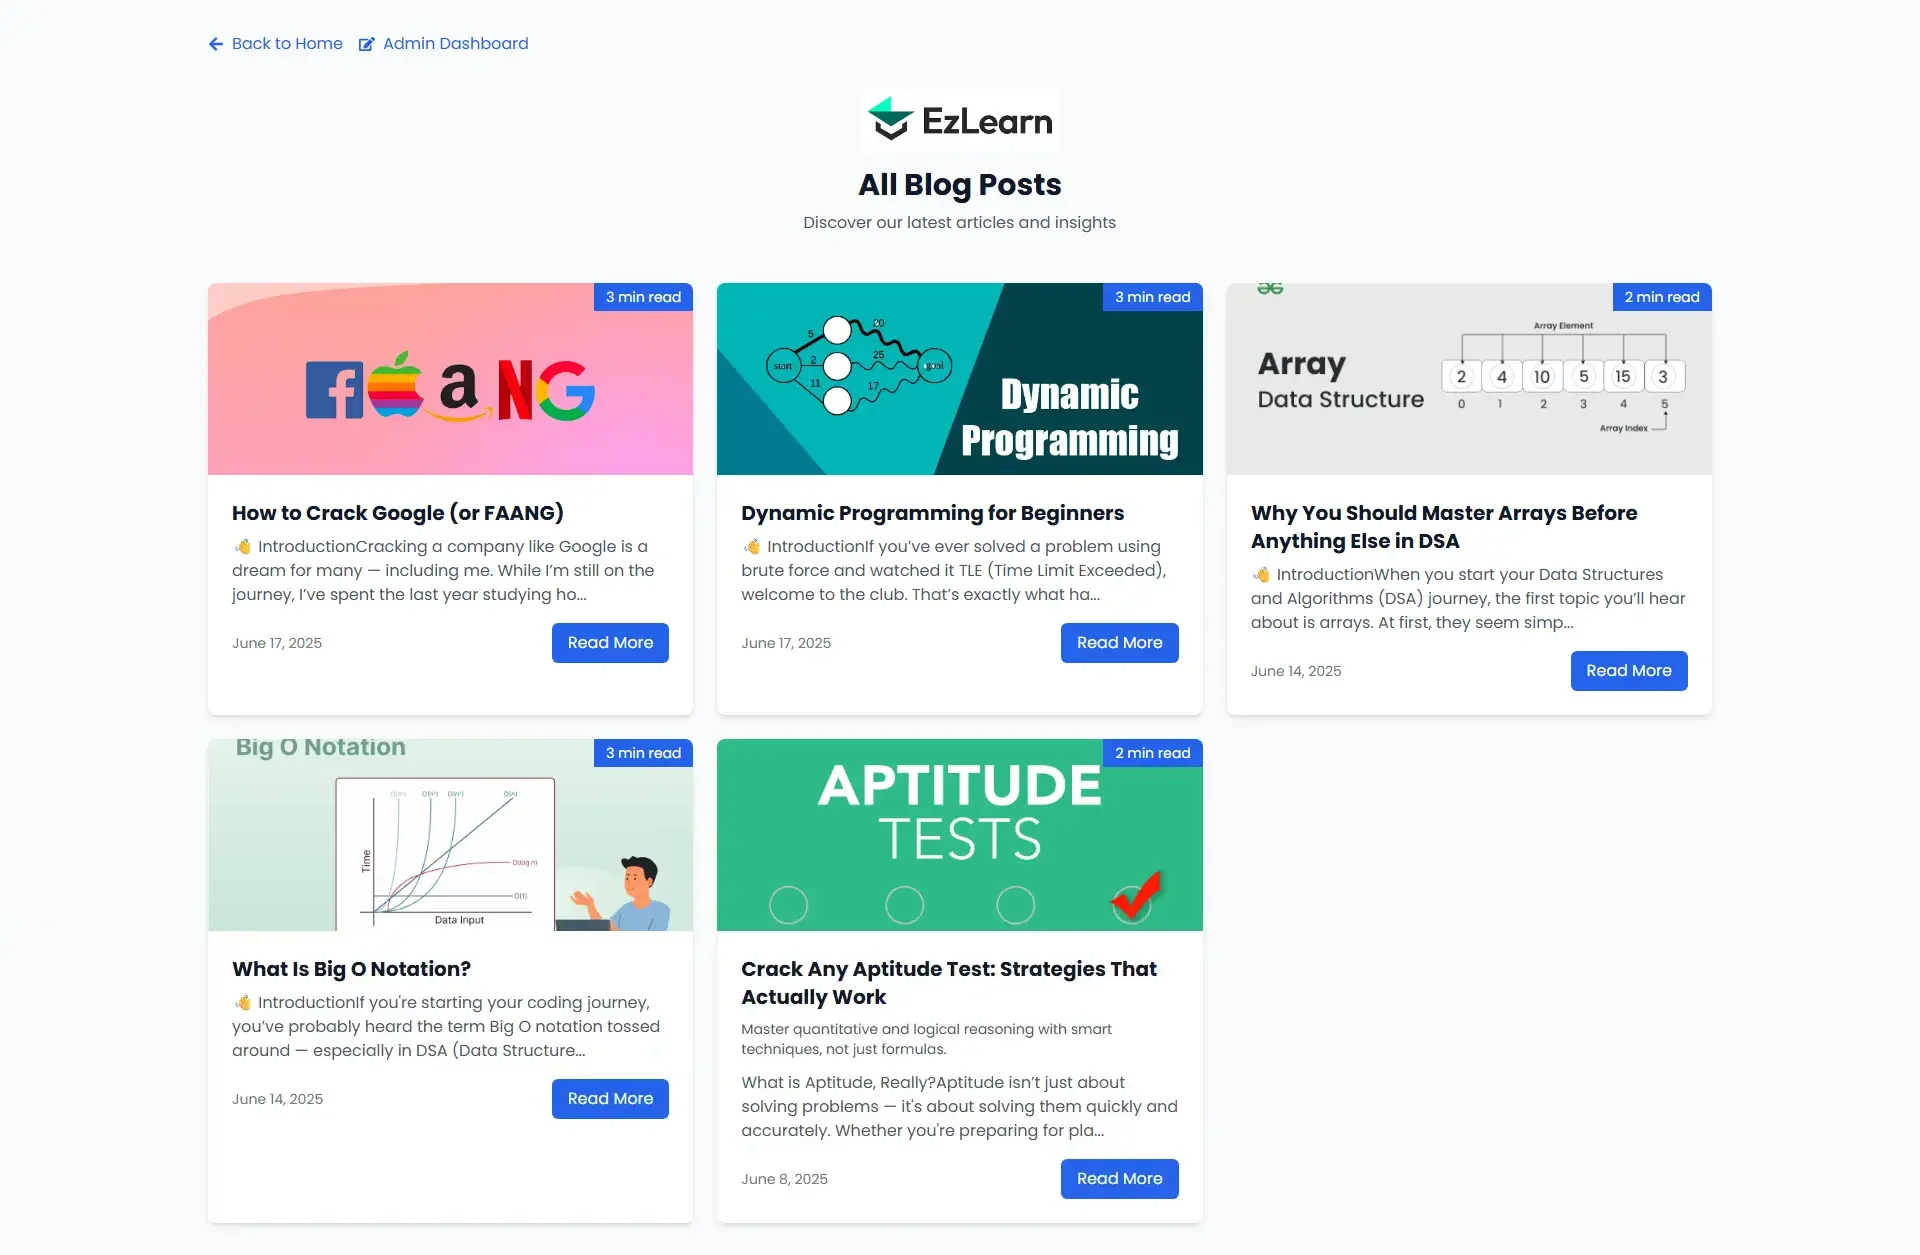 Back to Home Admin Dashboard
EzLearn
All Blog Posts
Discover our latest articles and insights
3 min read
How to Crack Google (or FAANG)
👋 IntroductionCracking a company like Google is a
dream for many — including me. While I’m still on the
journey, I’ve spent the last year studying ho...
June 17, 2025
Read More
3 min read
5
20
start
2
25
goal
11
17
Dynamic
Programming
Dynamic Programming for Beginners
👋 IntroductionIf you’ve ever solved a problem using
brute force and watched it TLE (Time Limit Exceeded),
welcome to the club. That’s exactly what ha...
June 17, 2025
Read More
2 min read
Array
Data Structure
Array Element
2 4 10 5 15 3
0 1 2 3 4 5
Array Index
Why You Should Master Arrays Before
Anything Else in DSA
👋 IntroductionWhen you start your Data Structures
and Algorithms (DSA) journey, the first topic you’ll hear
about is arrays. At first, they seem simp...
June 14, 2025
Read More
Big O Notation
3 min read
O(n)
O(log n)
O(1)
Time
Data Input
What Is Big O Notation?
👋 IntroductionIf you're starting your coding journey,
you’ve probably heard the term Big O notation tossed
around — especially in DSA (Data Structure...
June 14, 2025
Read More
2 min read
APTITUDE
TESTS
Crack Any Aptitude Test: Strategies That
Actually Work
Master quantitative and logical reasoning with smart
techniques, not just formulas.
What is Aptitude, Really?Aptitude isn’t just about
solving problems — it's about solving them quickly and
accurately. Whether you're preparing for pla...
June 8, 2025
Read More